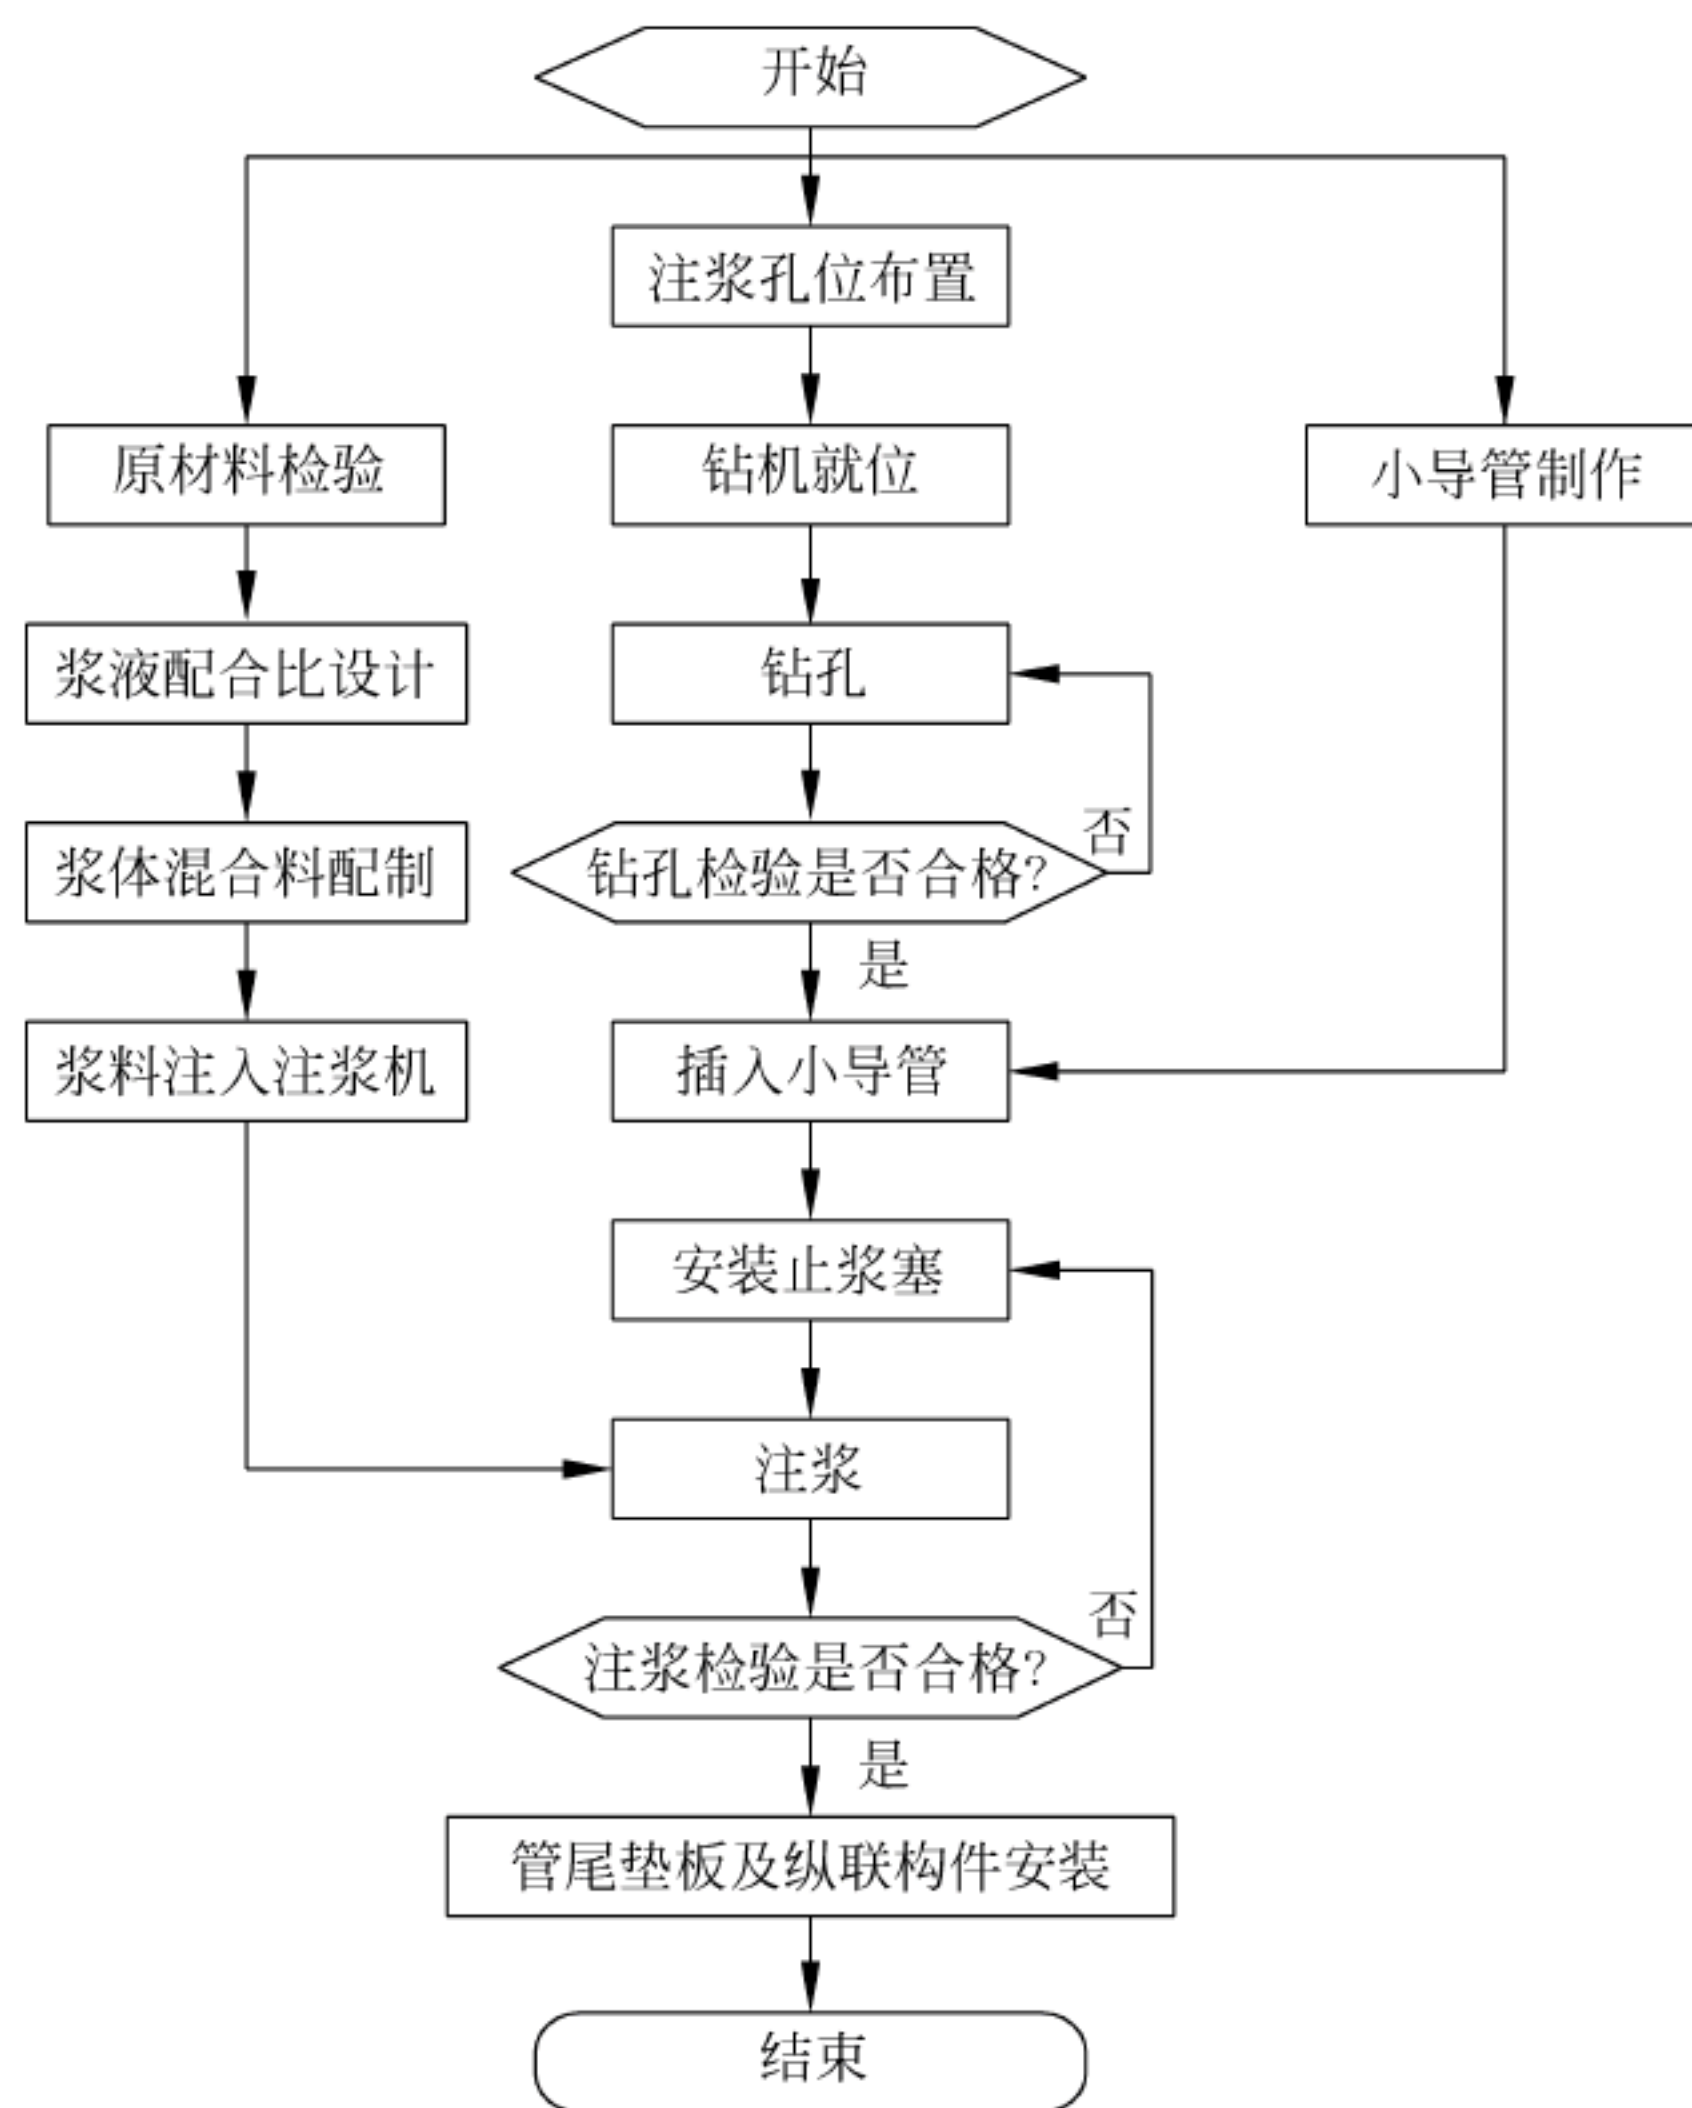 开始
注浆孔位布置
原材料检验
钻机就位
小导管制作
浆液配合比设计
钻孔
否
浆体混合料配制
钻孔检验是否合格?
是
浆料注入注浆机
插入小导管
安装止浆塞
注浆
否
注浆检验是否合格?
是
管尾垫板及纵联构件安装
结束